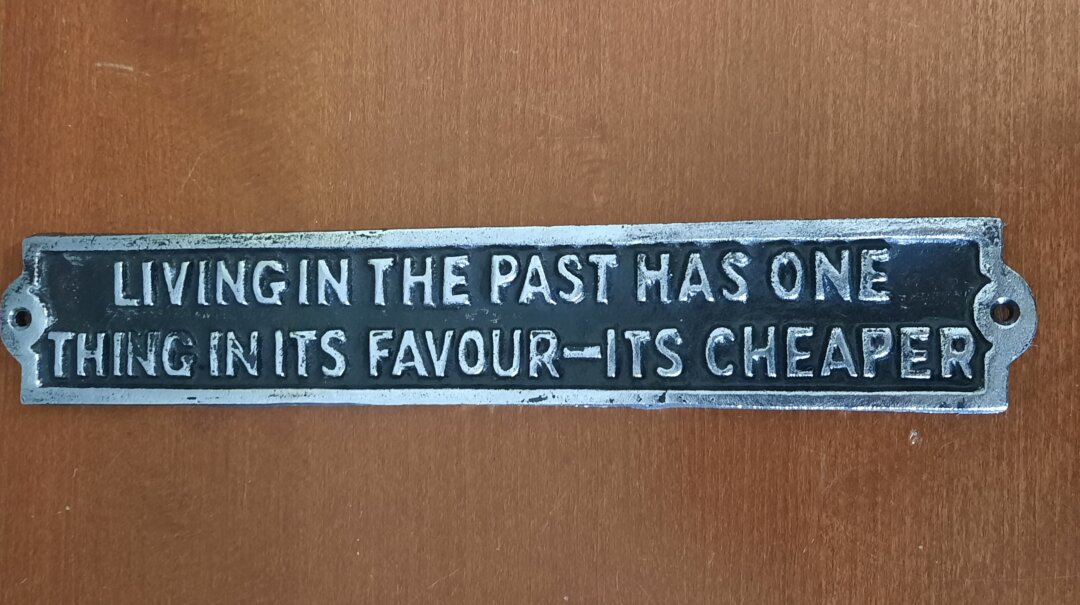 LIVING IN THE PAST HAS ONE
THING IN ITS FAVOUR—ITS CHEAPER